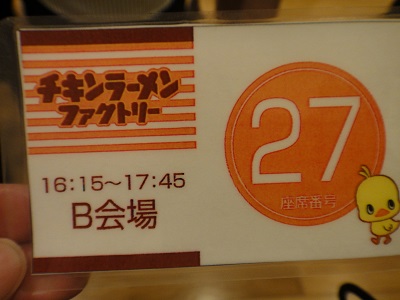 チキンラーメン
ファクトリー
16:15～17:45
B会場
27
座席番号